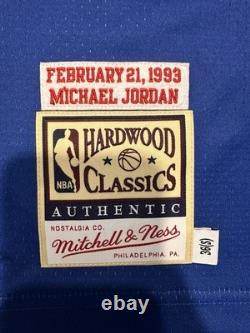 FEBRUARY 21, 1993
MICHAEL JORDAN
HARDWOOD
NBA
CLASSICS
AUTHENTIC
NOSTALGIA CO.
Mitchell & Ness
PHILADELPHIA, PA.
36(S)